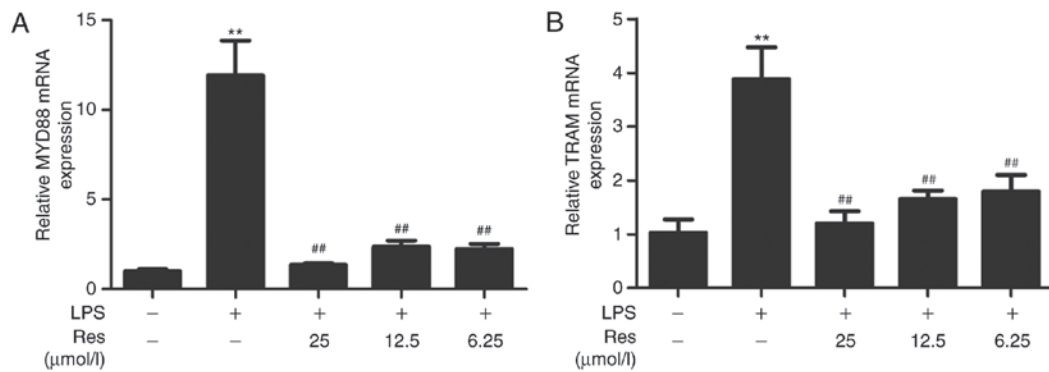 A
Relative MYD88 mRNA
expression
15
10
5
0
**
##
##
##
LPS − + + + +
Res − − 25 12.5 6.25
(µmol/l)
B
Relative TRAM mRNA
expression
5
4
3
2
1
0
**
##
##
##
LPS − + + + +
Res − − 25 12.5 6.25
(µmol/l)